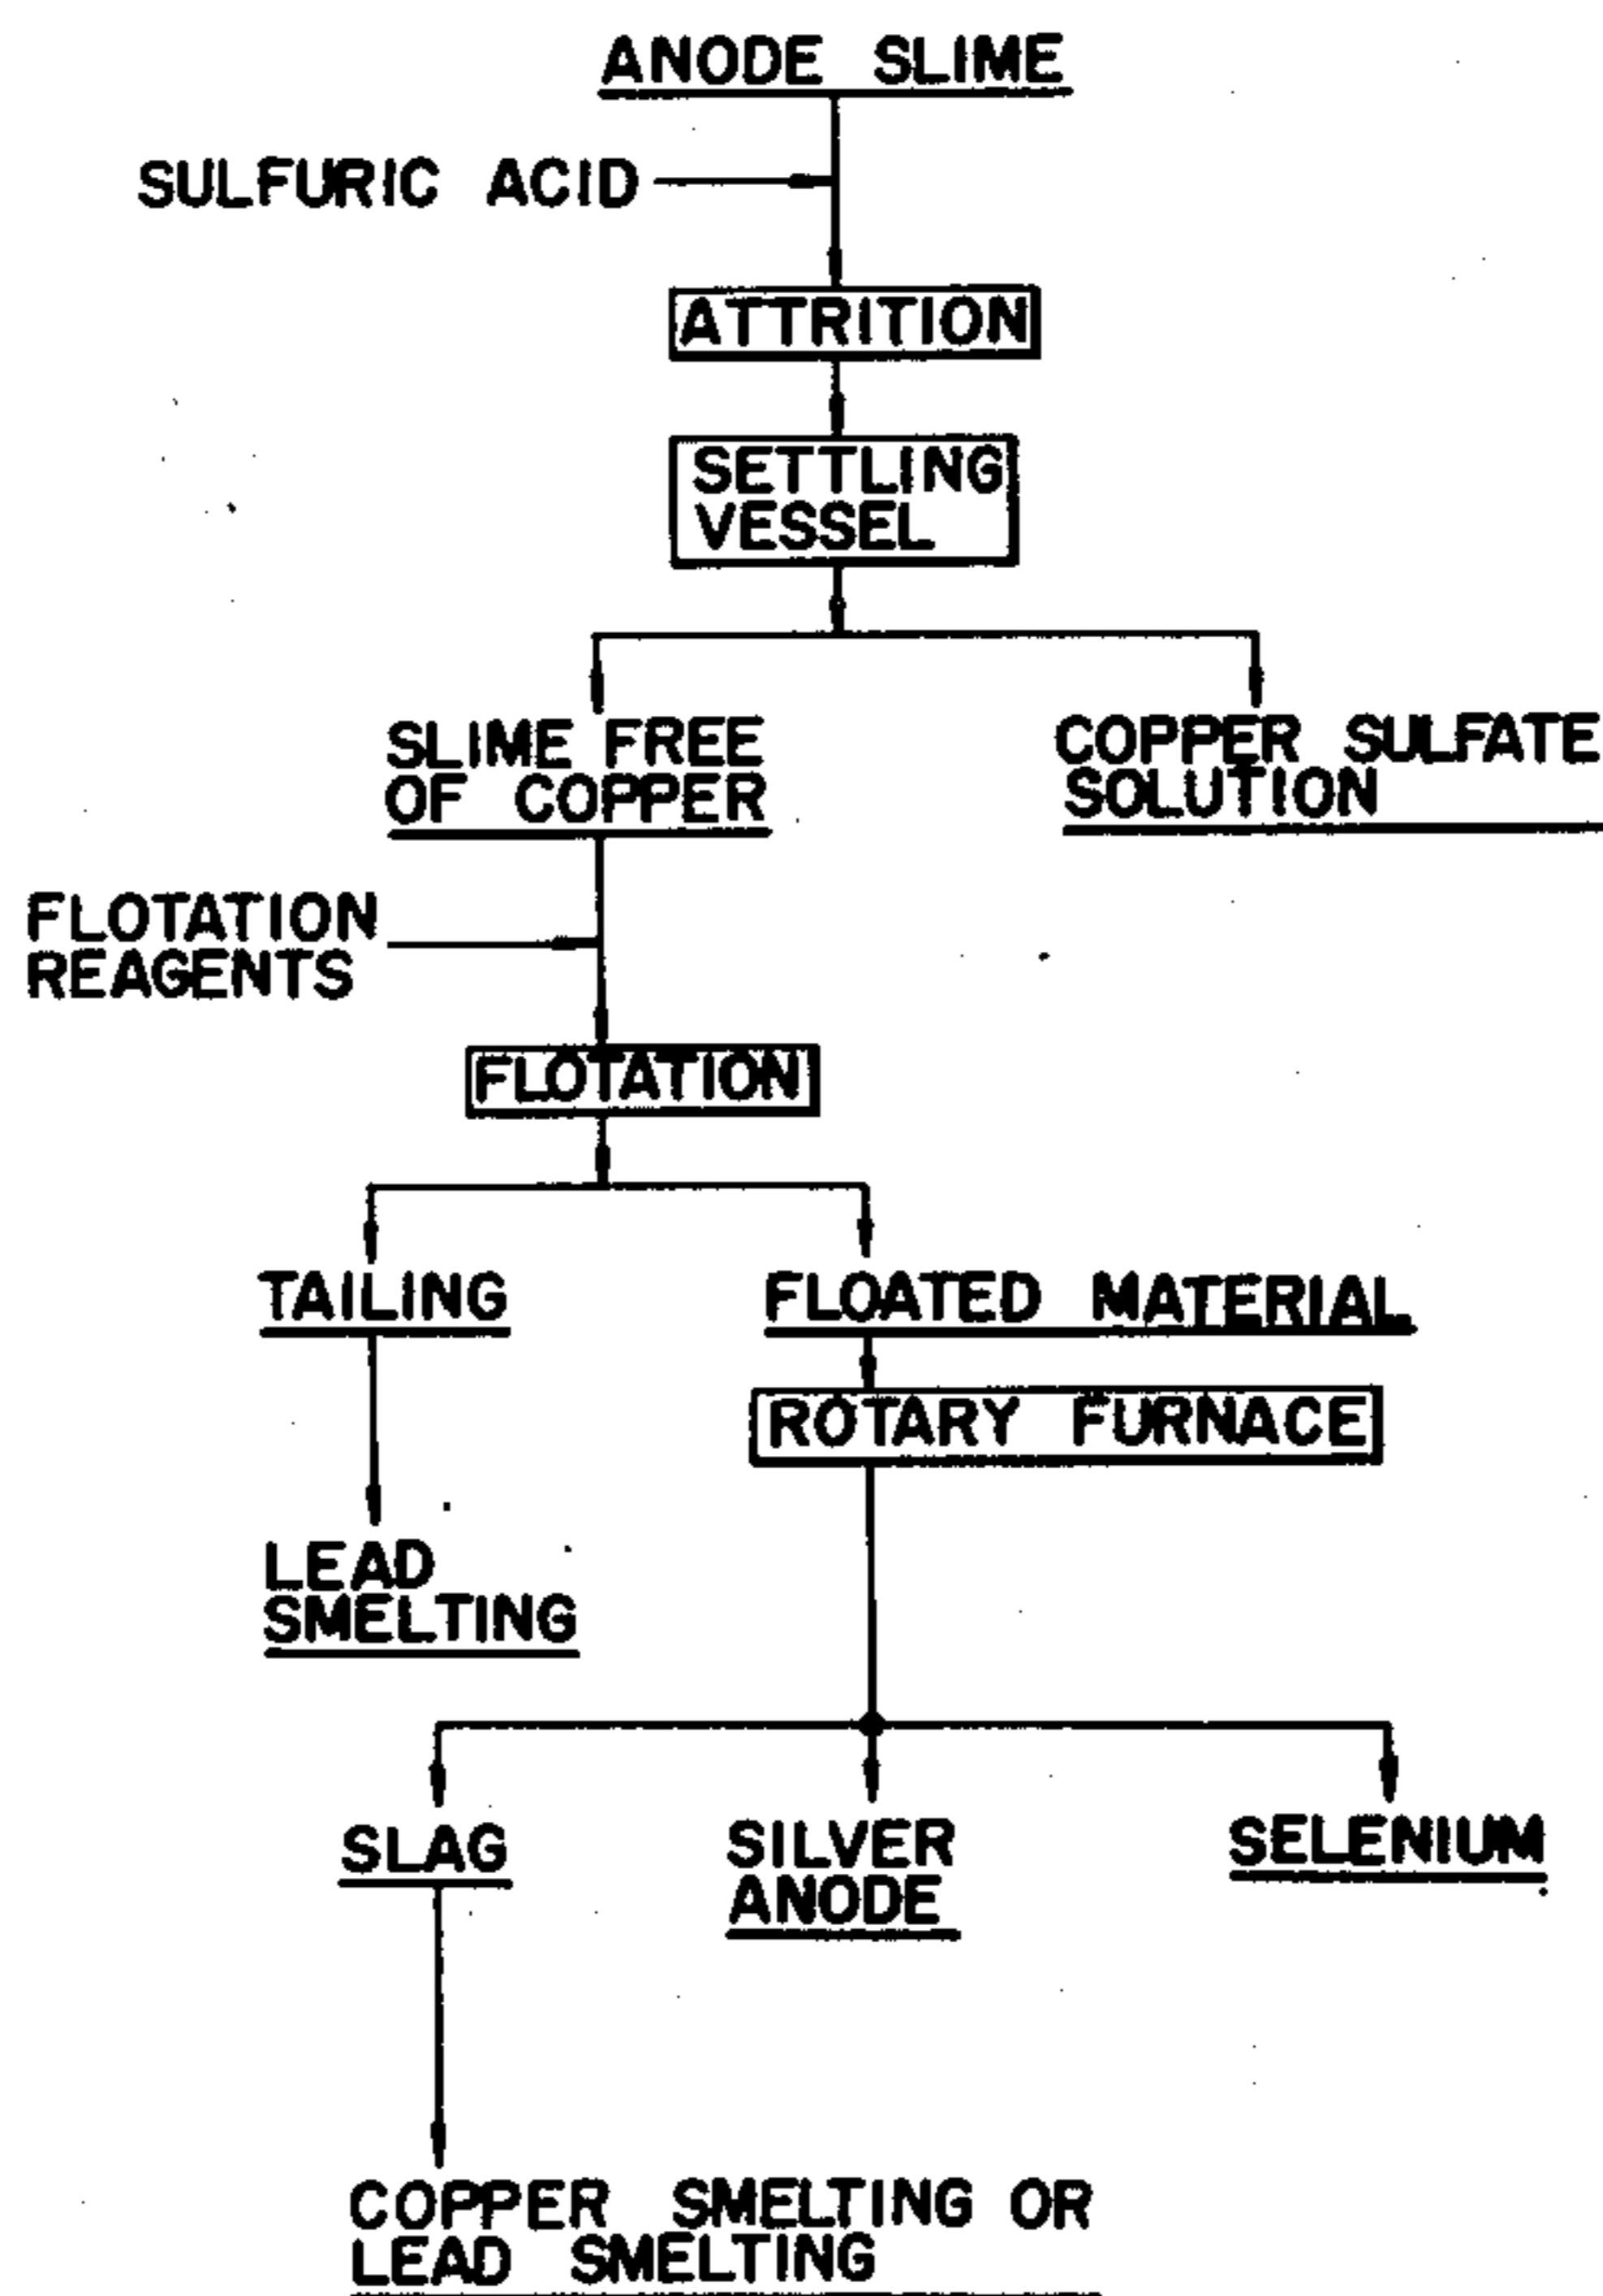 ANODE SLIME
SULFURIC ACID
ATTRITION
SETTLING
VESSEL
SLIME FREE
OF COPPER
COPPER SULFATE
SOLUTION
FLOTATION
REAGENTS
FLOTATION
TAILING
FLOATED MATERIAL
ROTARY FURNACE
LEAD
SMELTING
SLAG
SILVER
ANODE
SELENIUM
COPPER SMELTING OR
LEAD SMELTING